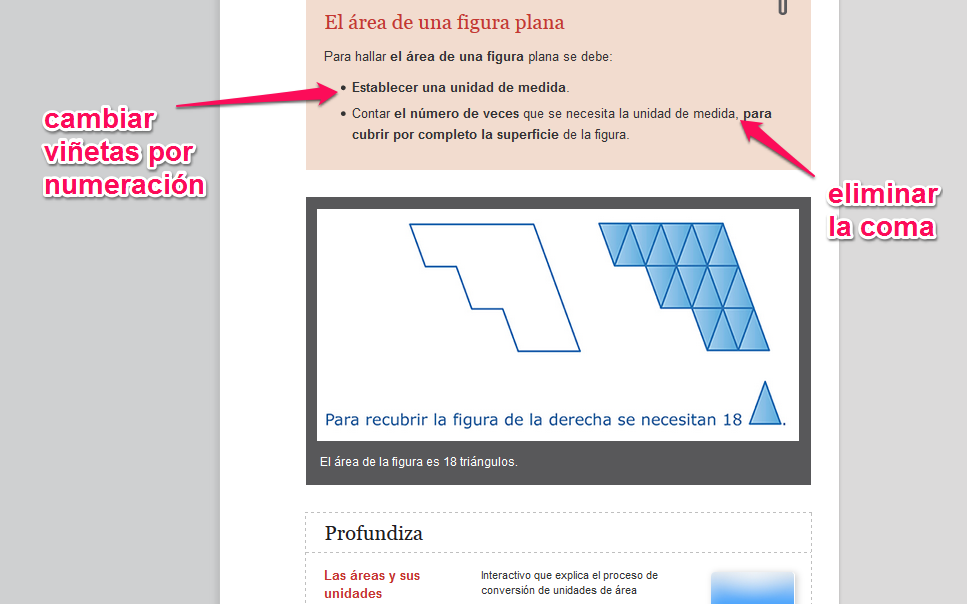 El área de una figura plana
Para hallar el área de una figura plana se debe:
• Establecer una unidad de medida.
• Contar el número de veces que se necesita la unidad de medida, para
cubrir por completo la superficie de la figura.
cambiar
viñetas por
numeración
eliminar
la coma
Para recubrir la figura de la derecha se necesitan 18 .
El área de la figura es 18 triángulos.
Profundiza
Las áreas y sus
unidades
Interactivo que explica el proceso de
conversión de unidades de área